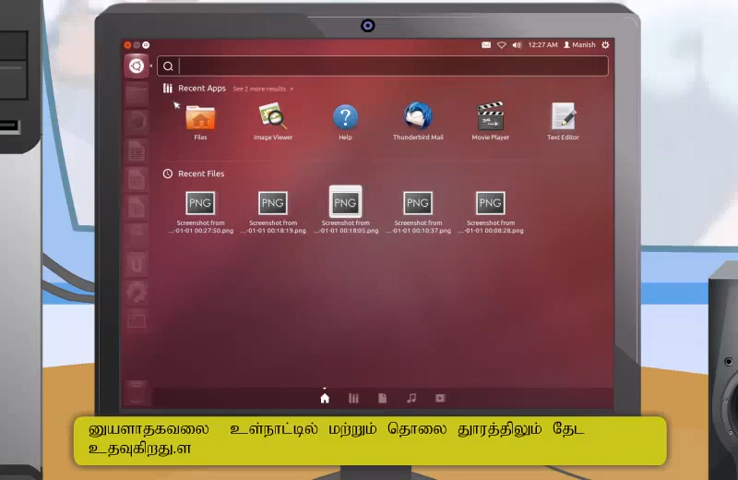 12:27 AM Manish
Recent Apps See 2 more results
Files Image Viewer Help Thunderbird Mail Movie Player Text Editor
Recent Files
PNG PNG PNG PNG PNG
Screenshot from Screenshot from Screenshot from Screenshot from Screenshot from
...-01-01 00:27:50.png ...-01-01 00:18:19.png ...-01-01 00:18:05.png ...-01-01 00:10:37.png ...-01-01 00:08:28.png
னுயளாதகவலை உள்நாட்டில் மற்றும் தொலை தூரத்திலும் தேட
உதவுகிறது.ள